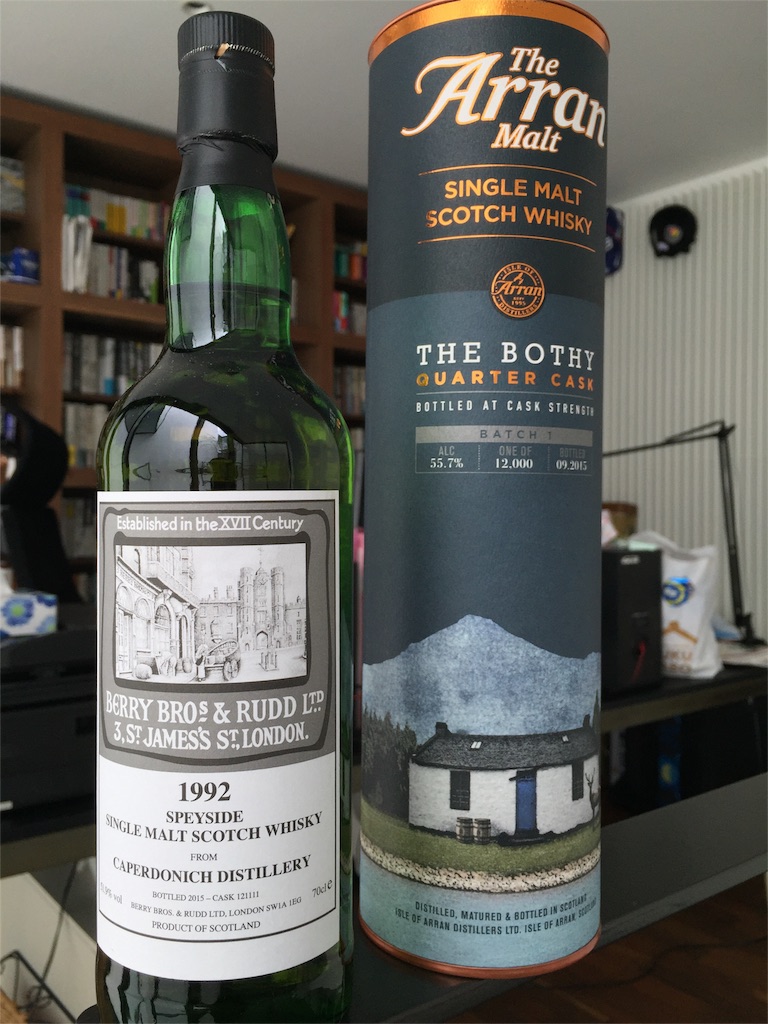 Established in the XVII Century
BERRY BROS & RUDD LTD
3, ST JAMES'S ST, LONDON.
1992
SPEYSIDE
SINGLE MALT SCOTCH WHISKY
FROM
CAPERDONICH DISTILLERY
% vol
70cl e
BOTTLED 2015 – CASK 121111
BERRY BROS. & RUDD LTD, LONDON SW1A 1EG
PRODUCT OF SCOTLAND
The
Arran
Malt
SINGLE MALT
SCOTCH WHISKY
ISLE OF
Arran
DISTILLERS
THE BOTHY
QUARTER CASK
BOTTLED AT CASK STRENGTH
BATCH 1
ALC ONE OF BOTTLED
55.7% 12,000 09.2015
DISTILLED, MATURED & BOTTLED IN SCOTLAND
ISLE OF ARRAN DISTILLERS LTD. ISLE OF ARRAN, SCOTLAND